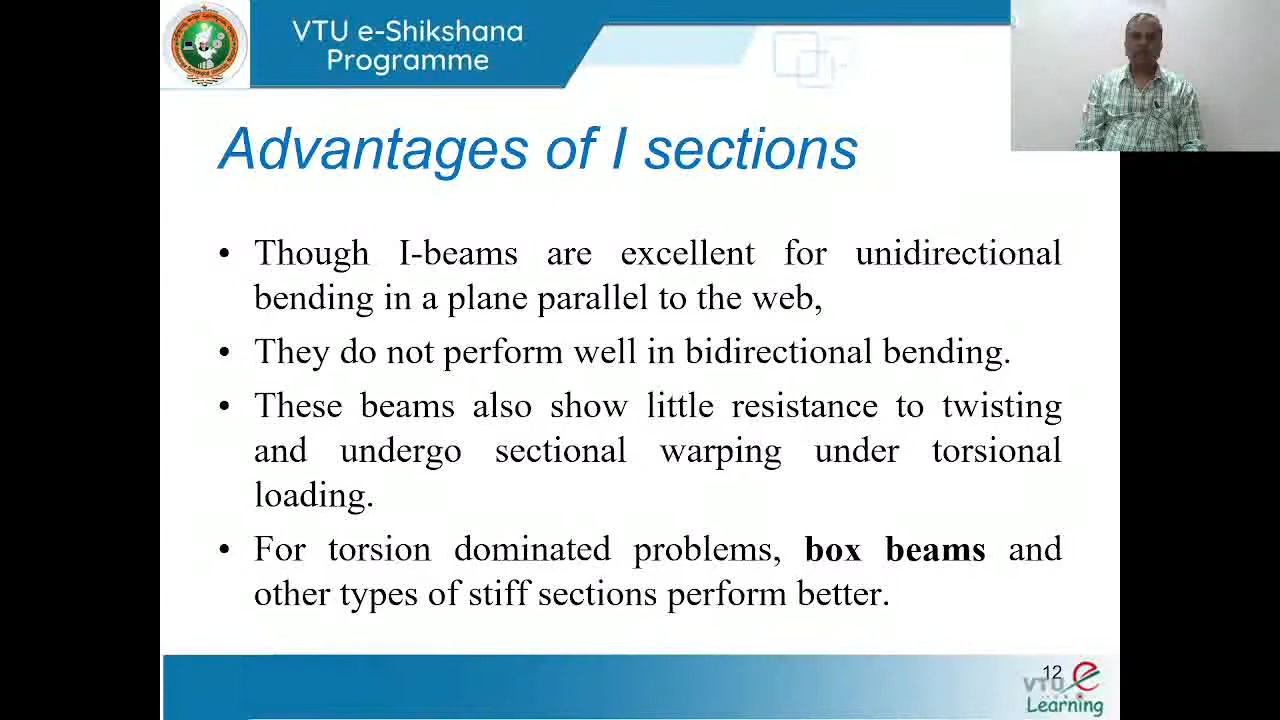 VTU e-Shikshana
Programme
Advantages of I sections
• Though I-beams are excellent for unidirectional
bending in a plane parallel to the web,
• They do not perform well in bidirectional bending.
• These beams also show little resistance to twisting
and undergo sectional warping under torsional
loading.
• For torsion dominated problems, box beams and
other types of stiff sections perform better.
12
VTU e
Learning